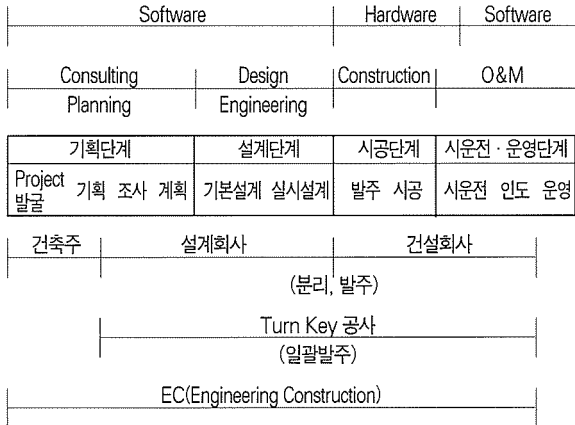 Software Hardware Software
Consulting Design Construction O&M
Planning Engineering
기획단계 설계단계 시공단계 시운전·운영단계
Project 발굴 기획 조사 계획 기본설계 실시설계 발주 시공 시운전 인도 운영
건축주 설계회사 건설회사
(분리, 발주)
Turn Key 공사
(일괄발주)
EC(Engineering Construction)